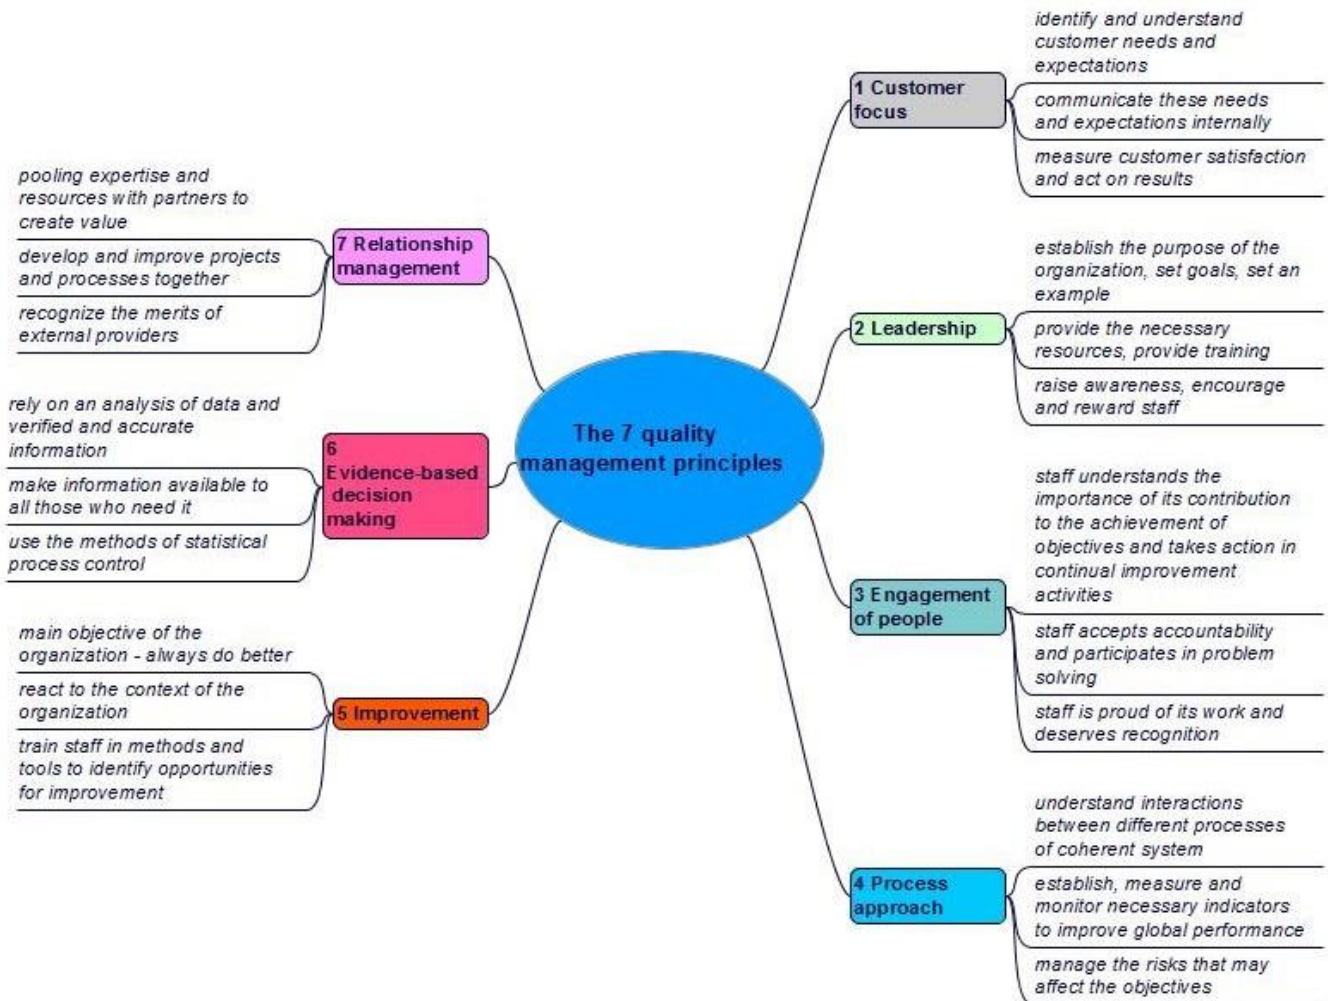 The 7 quality
management principles
1 Customer
focus
identify and understand
customer needs and
expectations
communicate these needs
and expectations internally
measure customer satisfaction
and act on results
2 Leadership
establish the purpose of the
organization, set goals, set an
example
provide the necessary
resources, provide training
raise awareness, encourage
and reward staff
3 Engagement
of people
staff understands the
importance of its contribution
to the achievement of
objectives and takes action in
continual improvement
activities
staff accepts accountability
and participates in problem
solving
staff is proud of its work and
deserves recognition
4 Process
approach
understand interactions
between different processes
of coherent system
establish, measure and
monitor necessary indicators
to improve global performance
manage the risks that may
affect the objectives
5 Improvement
main objective of the
organization - always do better
react to the context of the
organization
train staff in methods and
tools to identify opportunities
for improvement
6
Evidence-based
decision
making
rely on an analysis of data and
verified and accurate
information
make information available to
all those who need it
use the methods of statistical
process control
7 Relationship
management
pooling expertise and
resources with partners to
create value
develop and improve projects
and processes together
recognize the merits of
external providers